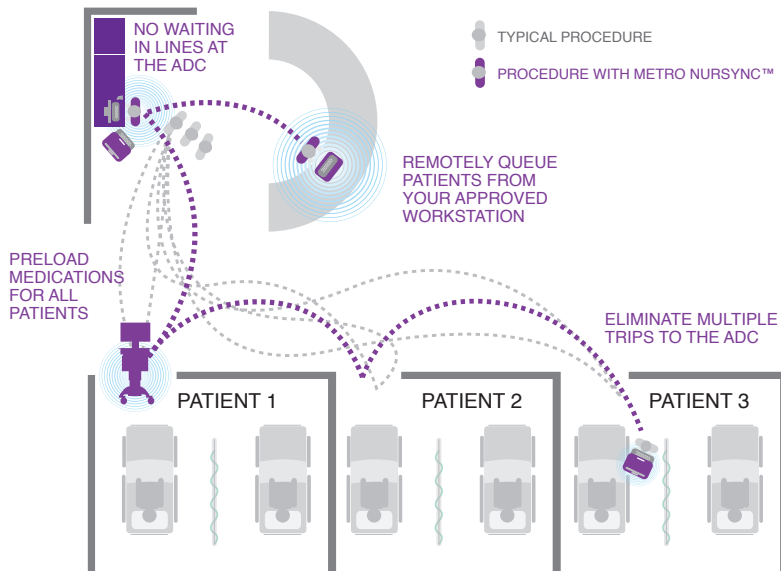 NO WAITING
IN LINES AT
THE ADC
TYPICAL PROCEDURE
PROCEDURE WITH METRO NURSYNC™
REMOTELY QUEUE
PATIENTS FROM
YOUR APPROVED
WORKSTATION
PRELOAD
MEDICATIONS
FOR ALL
PATIENTS
ELIMINATE MULTIPLE
TRIPS TO THE ADC
PATIENT 1
PATIENT 2
PATIENT 3